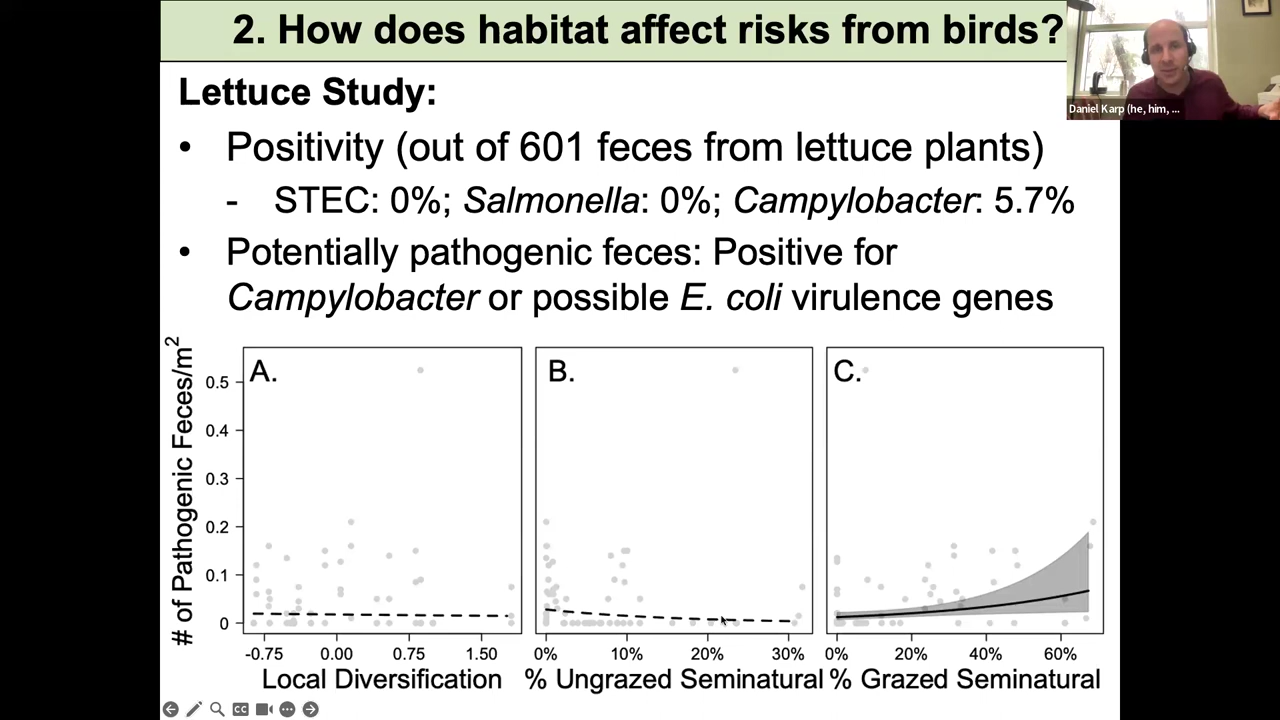 2. How does habitat affect risks from birds?
Daniel Karp (he, him, ...
Lettuce Study:
• Positivity (out of 601 feces from lettuce plants)
- STEC: 0%; Salmonella: 0%; Campylobacter: 5.7%
• Potentially pathogenic feces: Positive for
Campylobacter or possible E. coli virulence genes
# of Pathogenic Feces/m²
0.5
0.4
0.3
0.2
0.1
0
A.
-0.75 0.00 0.75 1.50
Local Diversification
B.
0% 10% 20% 30%
% Ungrazed Seminatural
C.
0% 20% 40% 60%
% Grazed Seminatural
CC